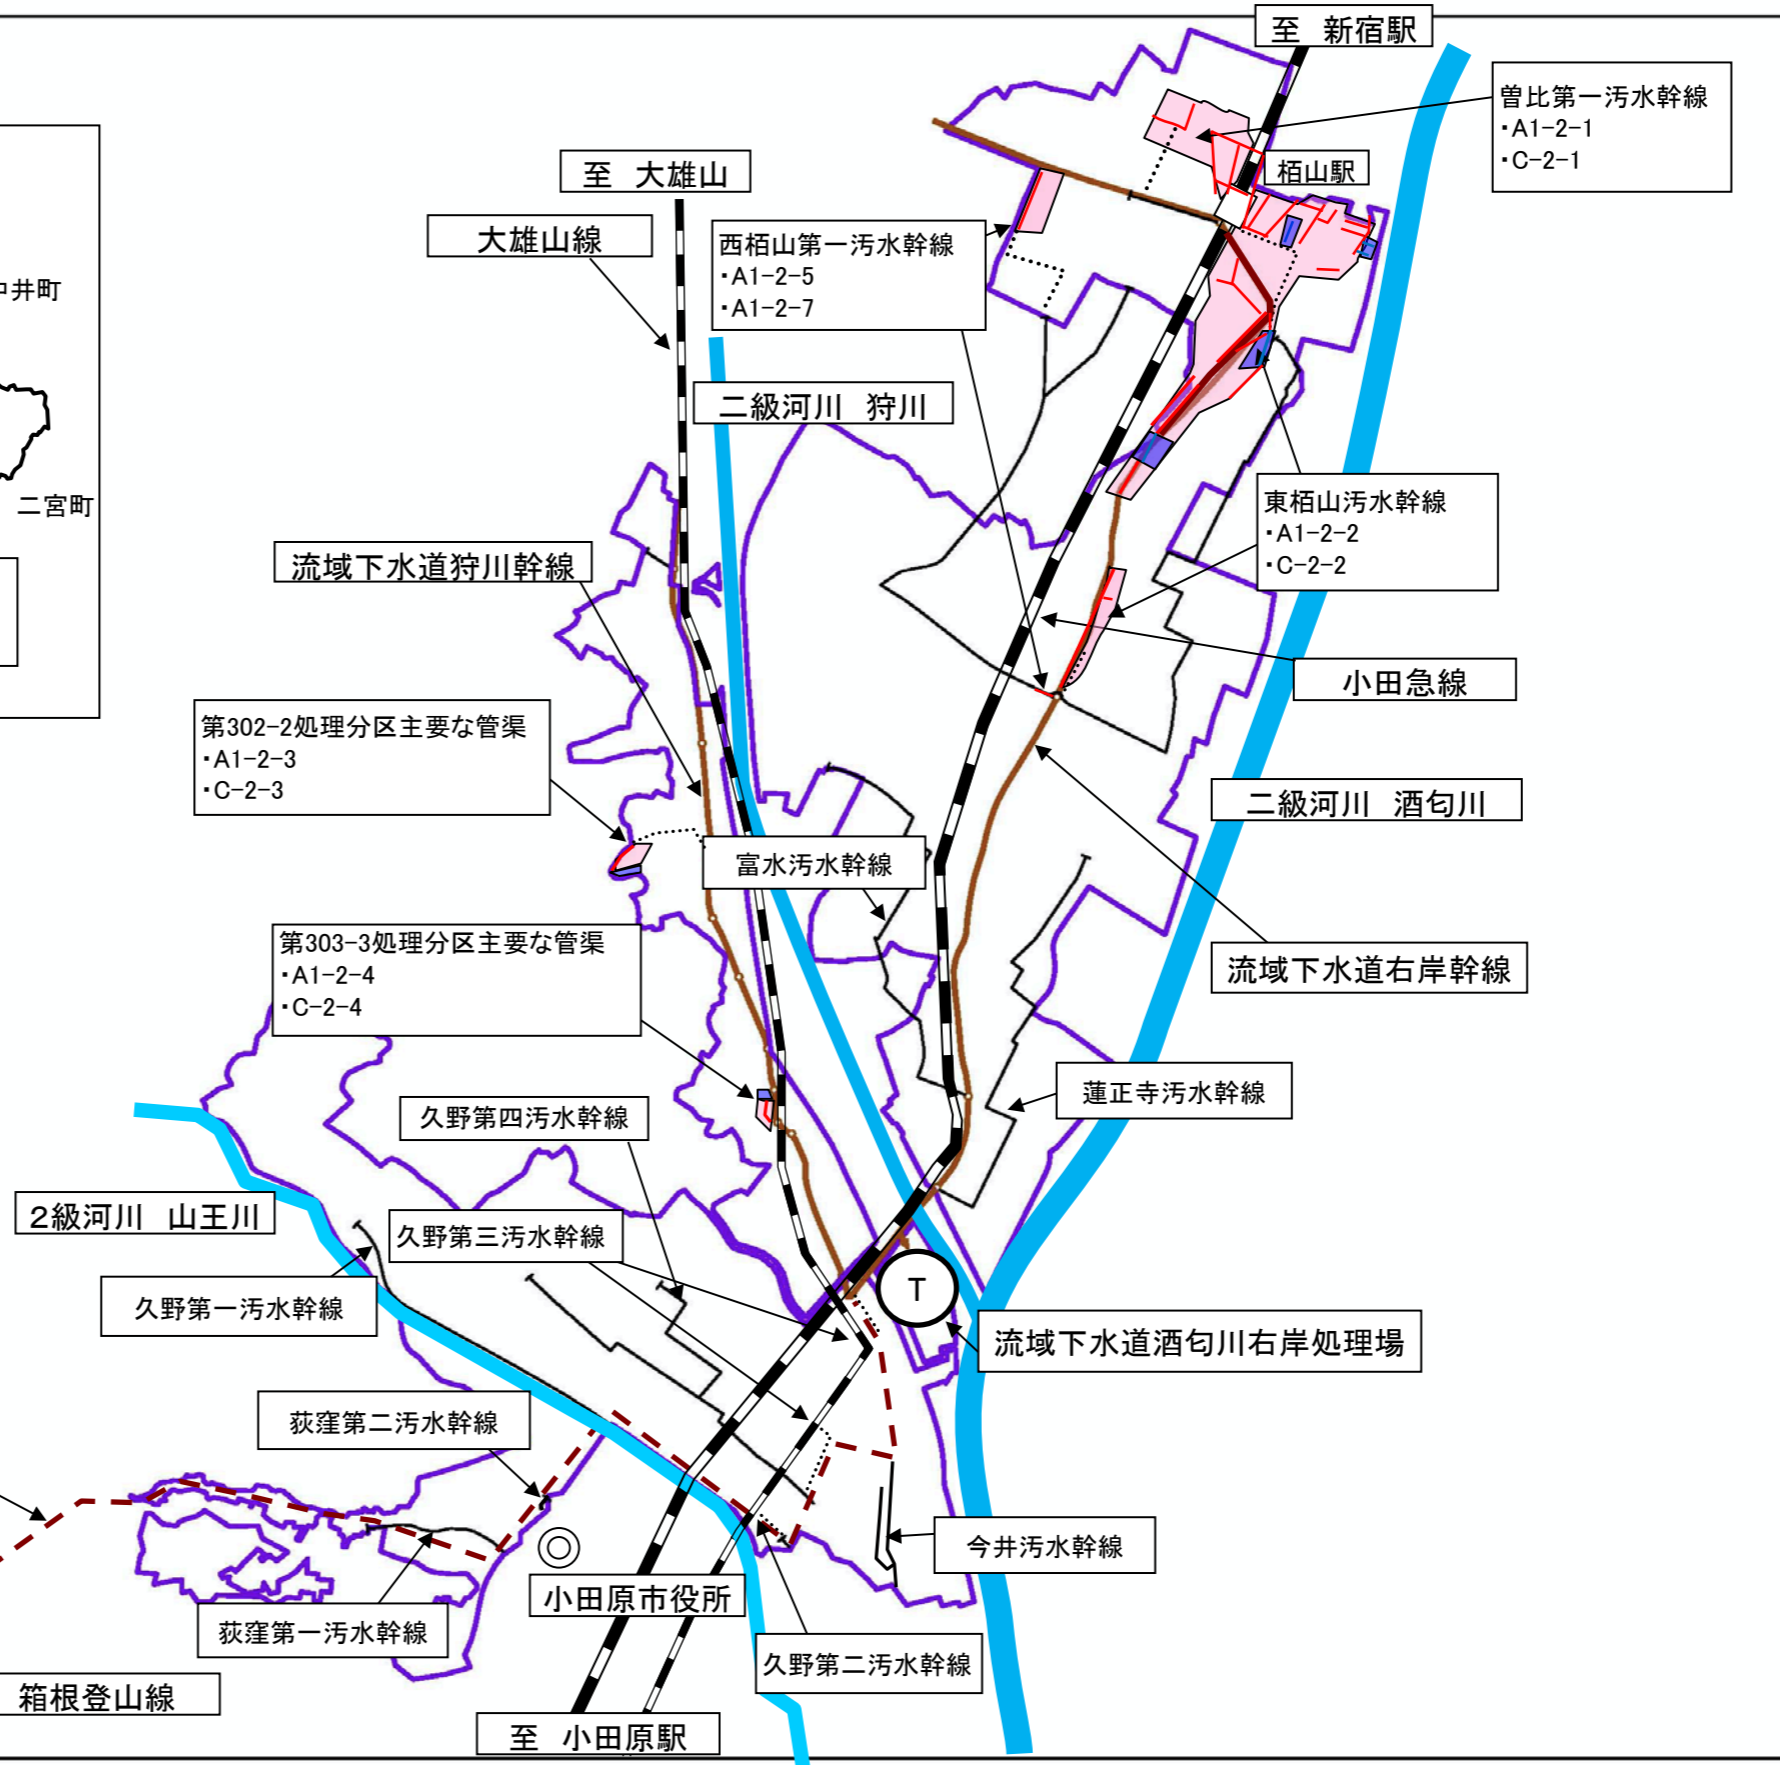 至　新宿駅
曽比第一汚水幹線
・A1-2-1
・C-2-1
栢山駅
至　大雄山
大雄山線
西栢山第一汚水幹線
・A1-2-5
・A1-2-7
井町
二級河川　狩川
二宮町
東栢山汚水幹線
・A1-2-2
・C-2-2
流域下水道狩川幹線
小田急線
第302-2処理分区主要な管渠
・A1-2-3
・C-2-3
二級河川　酒匂川
富水汚水幹線
第303-3処理分区主要な管渠
・A1-2-4
・C-2-4
流域下水道右岸幹線
蓮正寺汚水幹線
久野第四汚水幹線
2級河川　山王川
久野第三汚水幹線
久野第一汚水幹線
T
流域下水道酒匂川右岸処理場
荻窪第二汚水幹線
今井汚水幹線
小田原市役所
荻窪第一汚水幹線
久野第二汚水幹線
箱根登山線
至　小田原駅